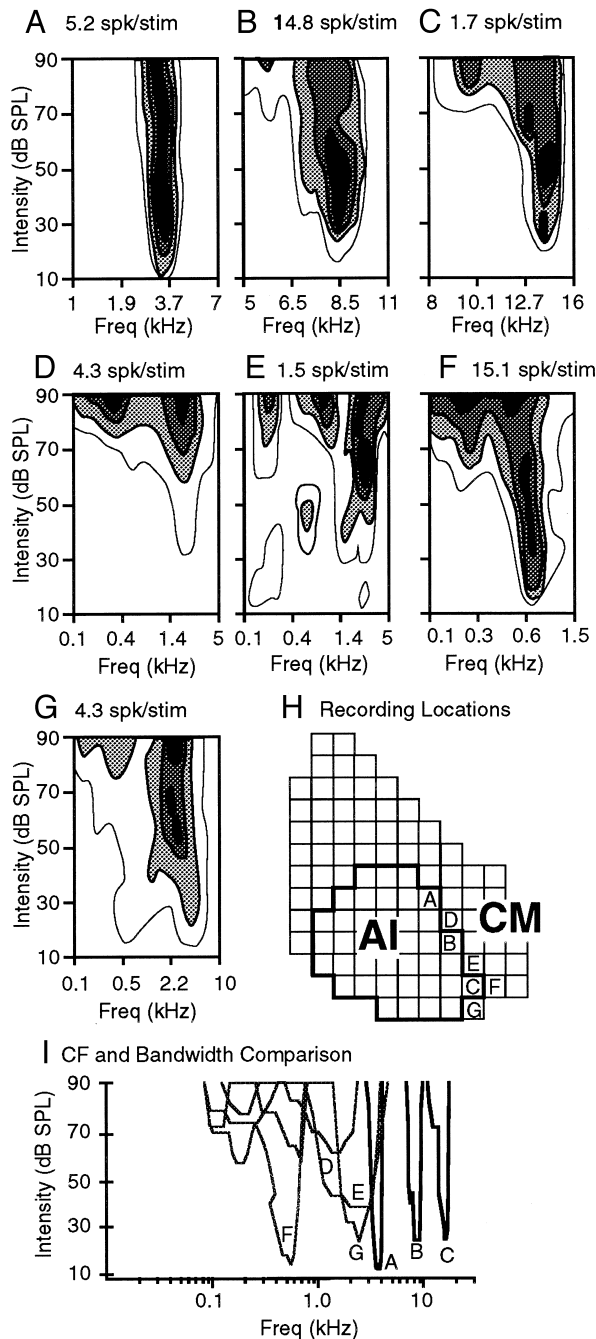 A 5.2 spk/stim
B 14.8 spk/stim
C 1.7 spk/stim
Intensity (dB SPL)
90
70
50
30
10
1 1.9 3.7 7
Freq (kHz)
5 6.5 8.5 11
Freq (kHz)
8 10.1 12.7 16
Freq (kHz)
D 4.3 spk/stim
E 1.5 spk/stim
F 15.1 spk/stim
Intensity (dB SPL)
90
70
50
30
10
0.1 0.4 1.4 5
Freq (kHz)
0.1 0.4 1.4 5
Freq (kHz)
0.1 0.3 0.6 1.5
Freq (kHz)
G 4.3 spk/stim
Intensity (dB SPL)
90
70
50
30
10
0.1 0.5 2.2 10
Freq (kHz)
H Recording Locations
A
D
CM
AI
B
E
C F
G
I CF and Bandwidth Comparison
Intensity (dB SPL)
90
70
50
30
10
D
E
F
G
A
B
C
0.1 1.0 10
Freq (kHz)